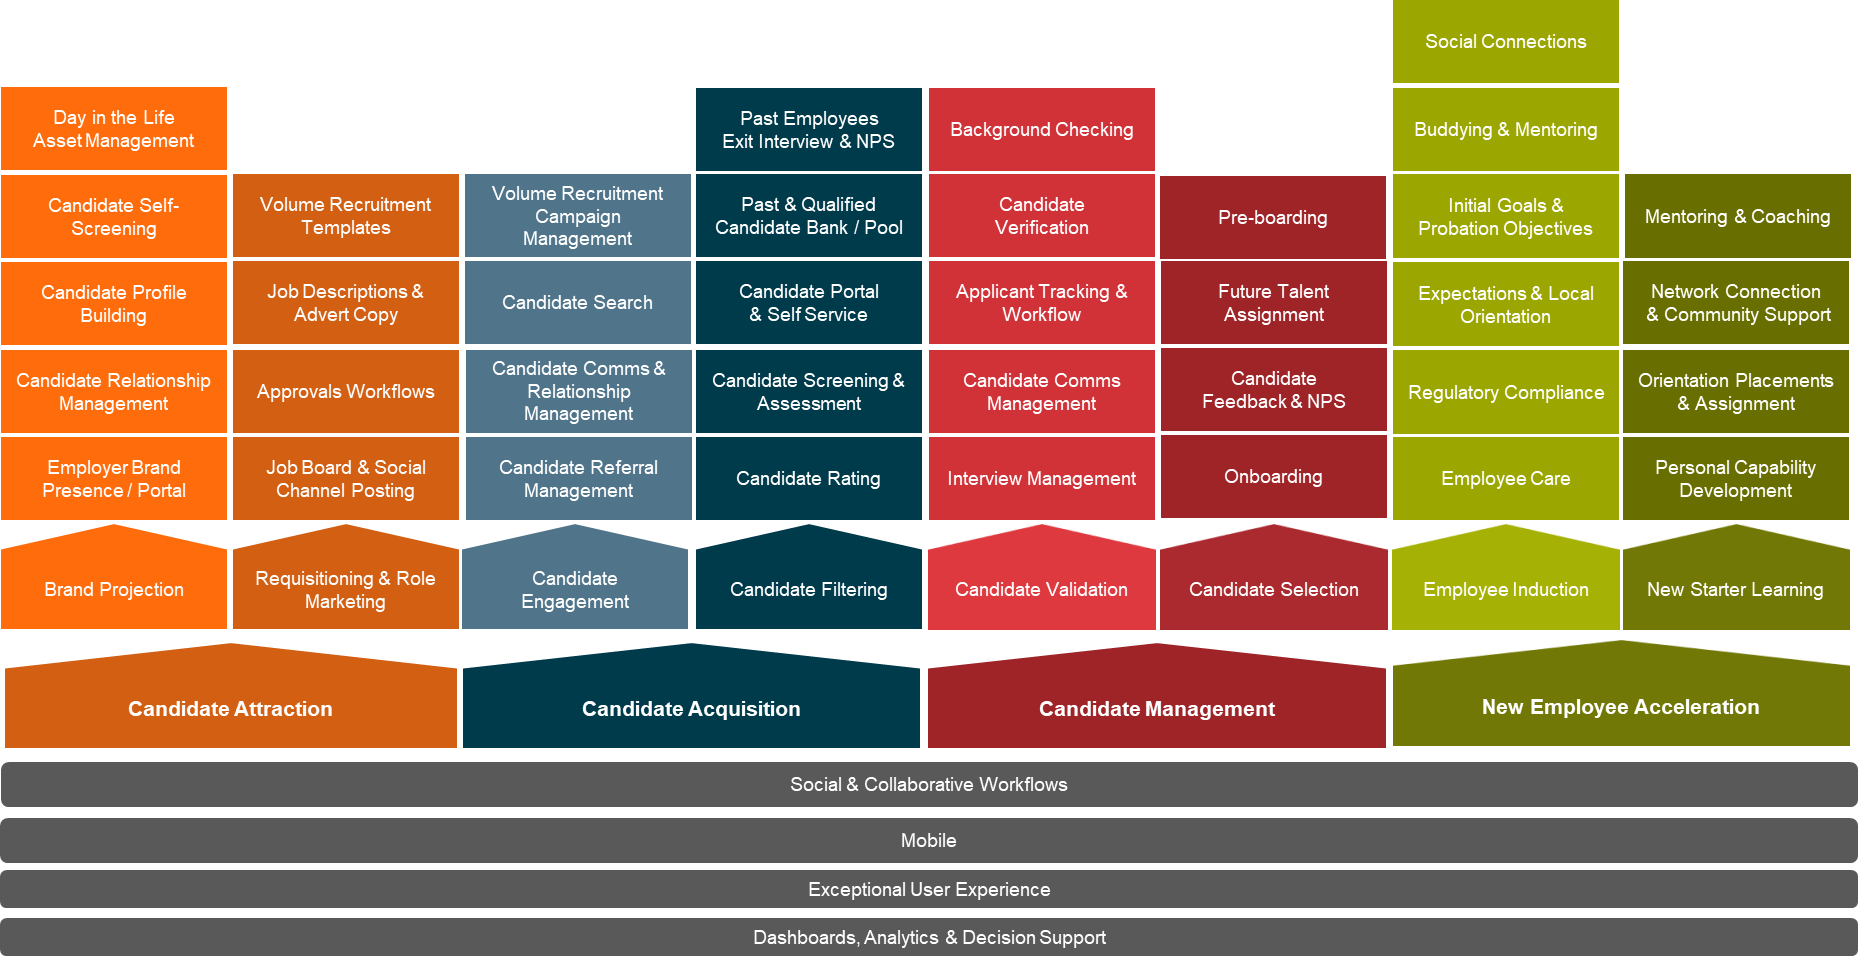 Social Connections
Day in the Life
Asset Management
Past Employees
Exit Interview & NPS
Background Checking
Buddying & Mentoring
Candidate Self-
Screening
Volume Recruitment
Templates
Volume Recruitment
Campaign
Management
Past & Qualified
Candidate Bank / Pool
Candidate
Verification
Pre-boarding
Initial Goals &
Probation Objectives
Mentoring & Coaching
Candidate Profile
Building
Job Descriptions &
Advert Copy
Candidate Search
Candidate Portal
& Self Service
Applicant Tracking &
Workflow
Future Talent
Assignment
Expectations & Local
Orientation
Network Connection
& Community Support
Candidate Relationship
Management
Approvals Workflows
Candidate Comms &
Relationship
Management
Candidate Screening &
Assessment
Candidate Comms
Management
Candidate
Feedback & NPS
Regulatory Compliance
Orientation Placements
& Assignment
Employer Brand
Presence / Portal
Job Board & Social
Channel Posting
Candidate Referral
Management
Candidate Rating
Interview Management
Onboarding
Employee Care
Personal Capability
Development
Brand Projection
Requisitioning & Role
Marketing
Candidate
Engagement
Candidate Filtering
Candidate Validation
Candidate Selection
Employee Induction
New Starter Learning
Candidate Attraction
Candidate Acquisition
Candidate Management
New Employee Acceleration
Social & Collaborative Workflows
Mobile
Exceptional User Experience
Dashboards, Analytics & Decision Support